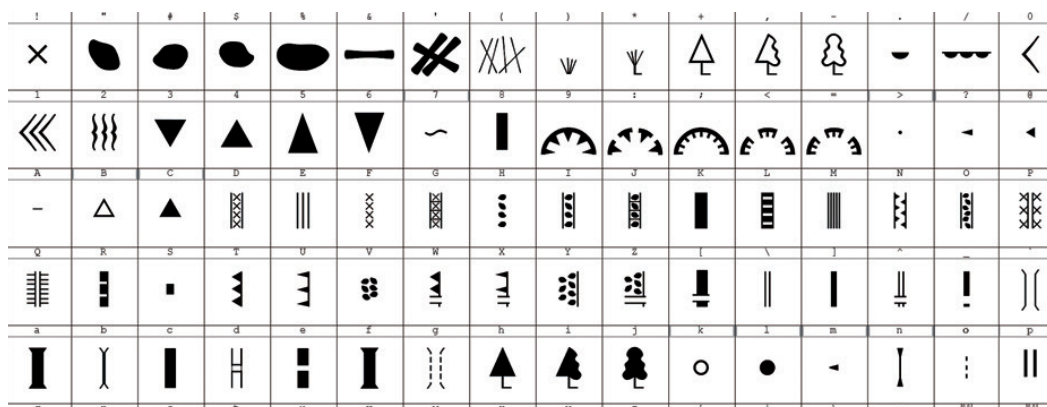 ! " # $ % & ' ( ) * + , - . / 0
1 2 3 4 5 6 7 8 9 : ; < = > ? @
A B C D E F G H I J K L M N O P
Q R S T U V W X Y Z [ \ ] ^ _ `
a b c d e f g h i j k l m n o p